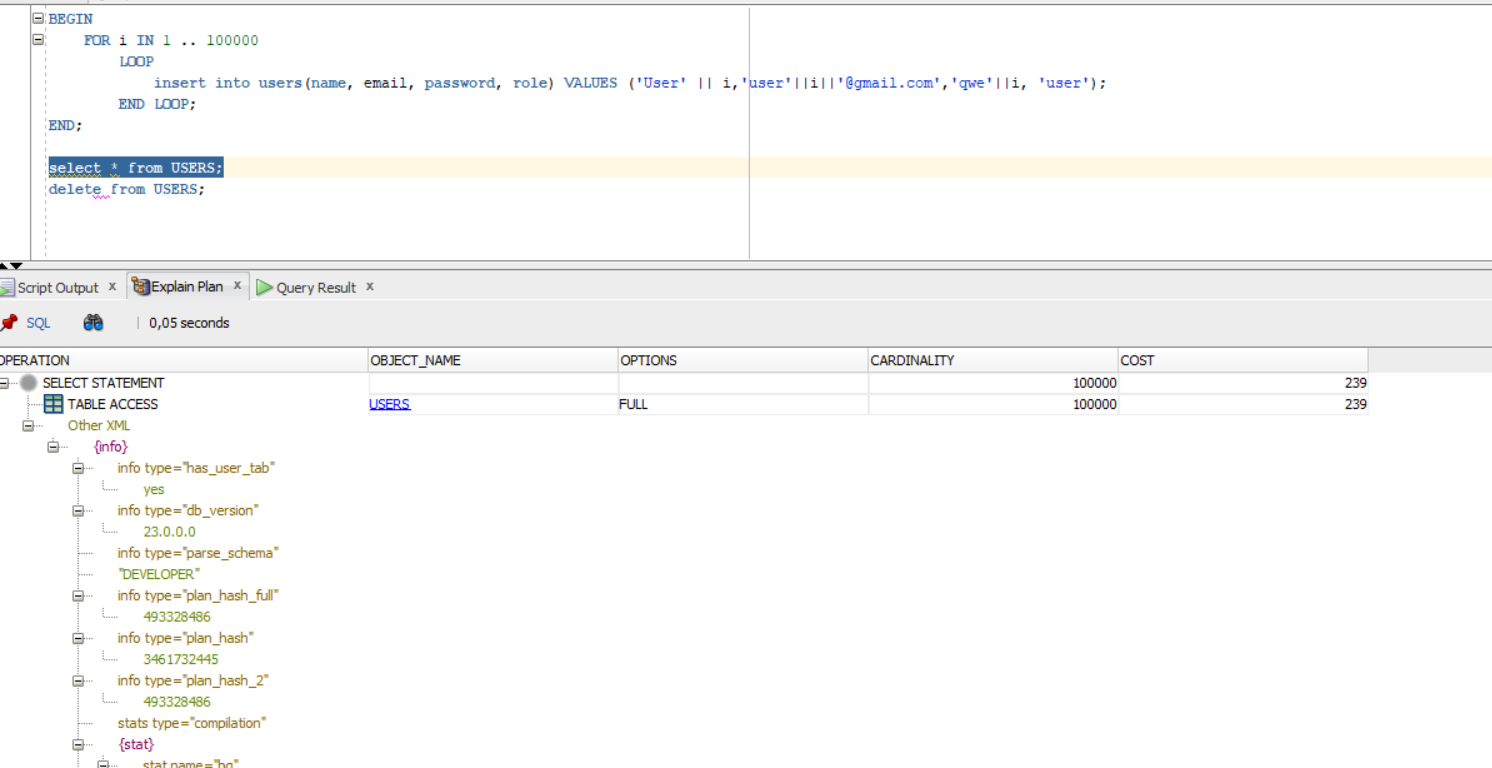 BEGIN
FOR i IN 1 .. 100000
LOOP
insert into users(name, email, password, role) VALUES ('User' || i,'user'||i||'@gmail.com','qwe'||i, 'user');
END LOOP;
END;
select * from USERS;
delete from USERS;
Script Output x Explain Plan x Query Result x
SQL | 0,05 seconds
OPERATION OBJECT_NAME OPTIONS CARDINALITY COST
SELECT STATEMENT 100000 239
TABLE ACCESS USERS FULL 100000 239
Other XML
{info}
info type="has_user_tab"
yes
info type="db_version"
23.0.0.0
info type="parse_schema"
"DEVELOPER"
info type="plan_hash_full"
493328486
info type="plan_hash"
3461732445
info type="plan_hash_2"
493328486
stats type="compilation"
{stat}
stat name="bg"